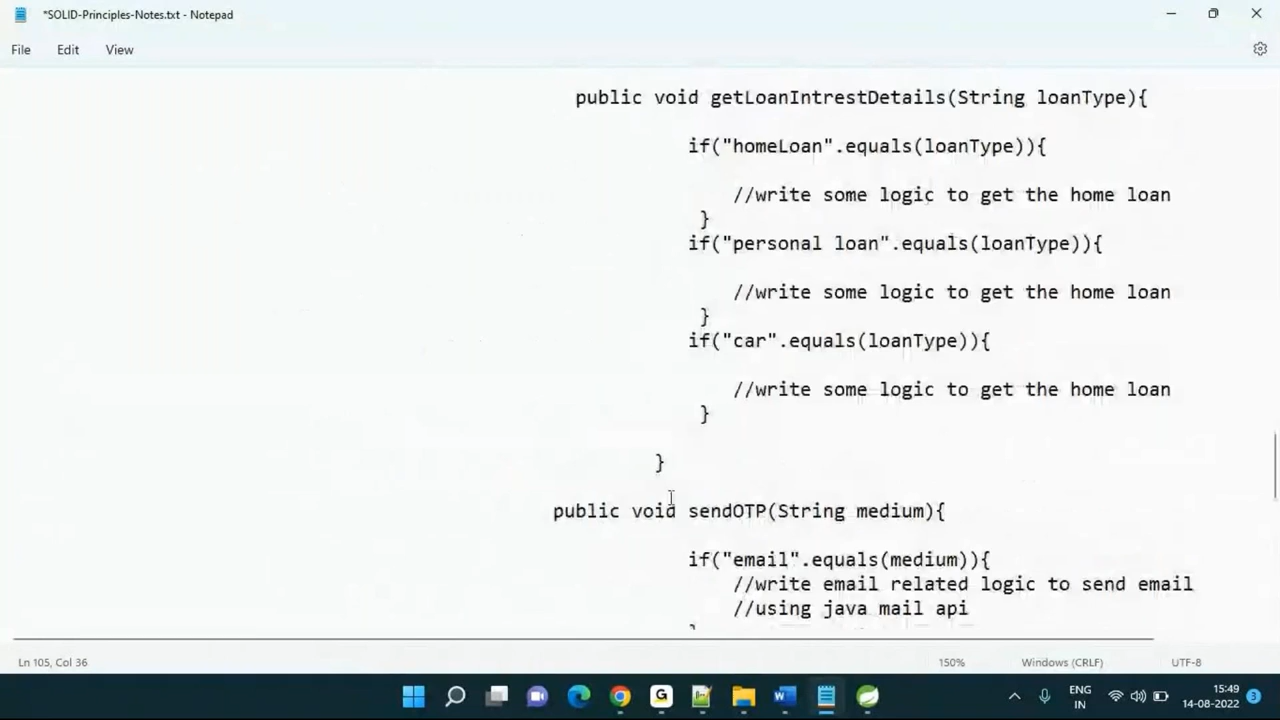 *SOLID-Principles-Notes.txt - Notepad
File Edit View
public void getLoanIntrestDetails(String loanType){
if("homeLoan".equals(loanType)){
//write some logic to get the home loan
}
if("personal loan".equals(loanType)){
//write some logic to get the home loan
}
if("car".equals(loanType)){
//write some logic to get the home loan
}
}
public void sendOTP(String medium){
if("email".equals(medium)){
//write email related logic to send email
//using java mail api
}
Ln 105, Col 36 150% Windows (CRLF) UTF-8
ENG
IN
15:49
14-08-2022
3